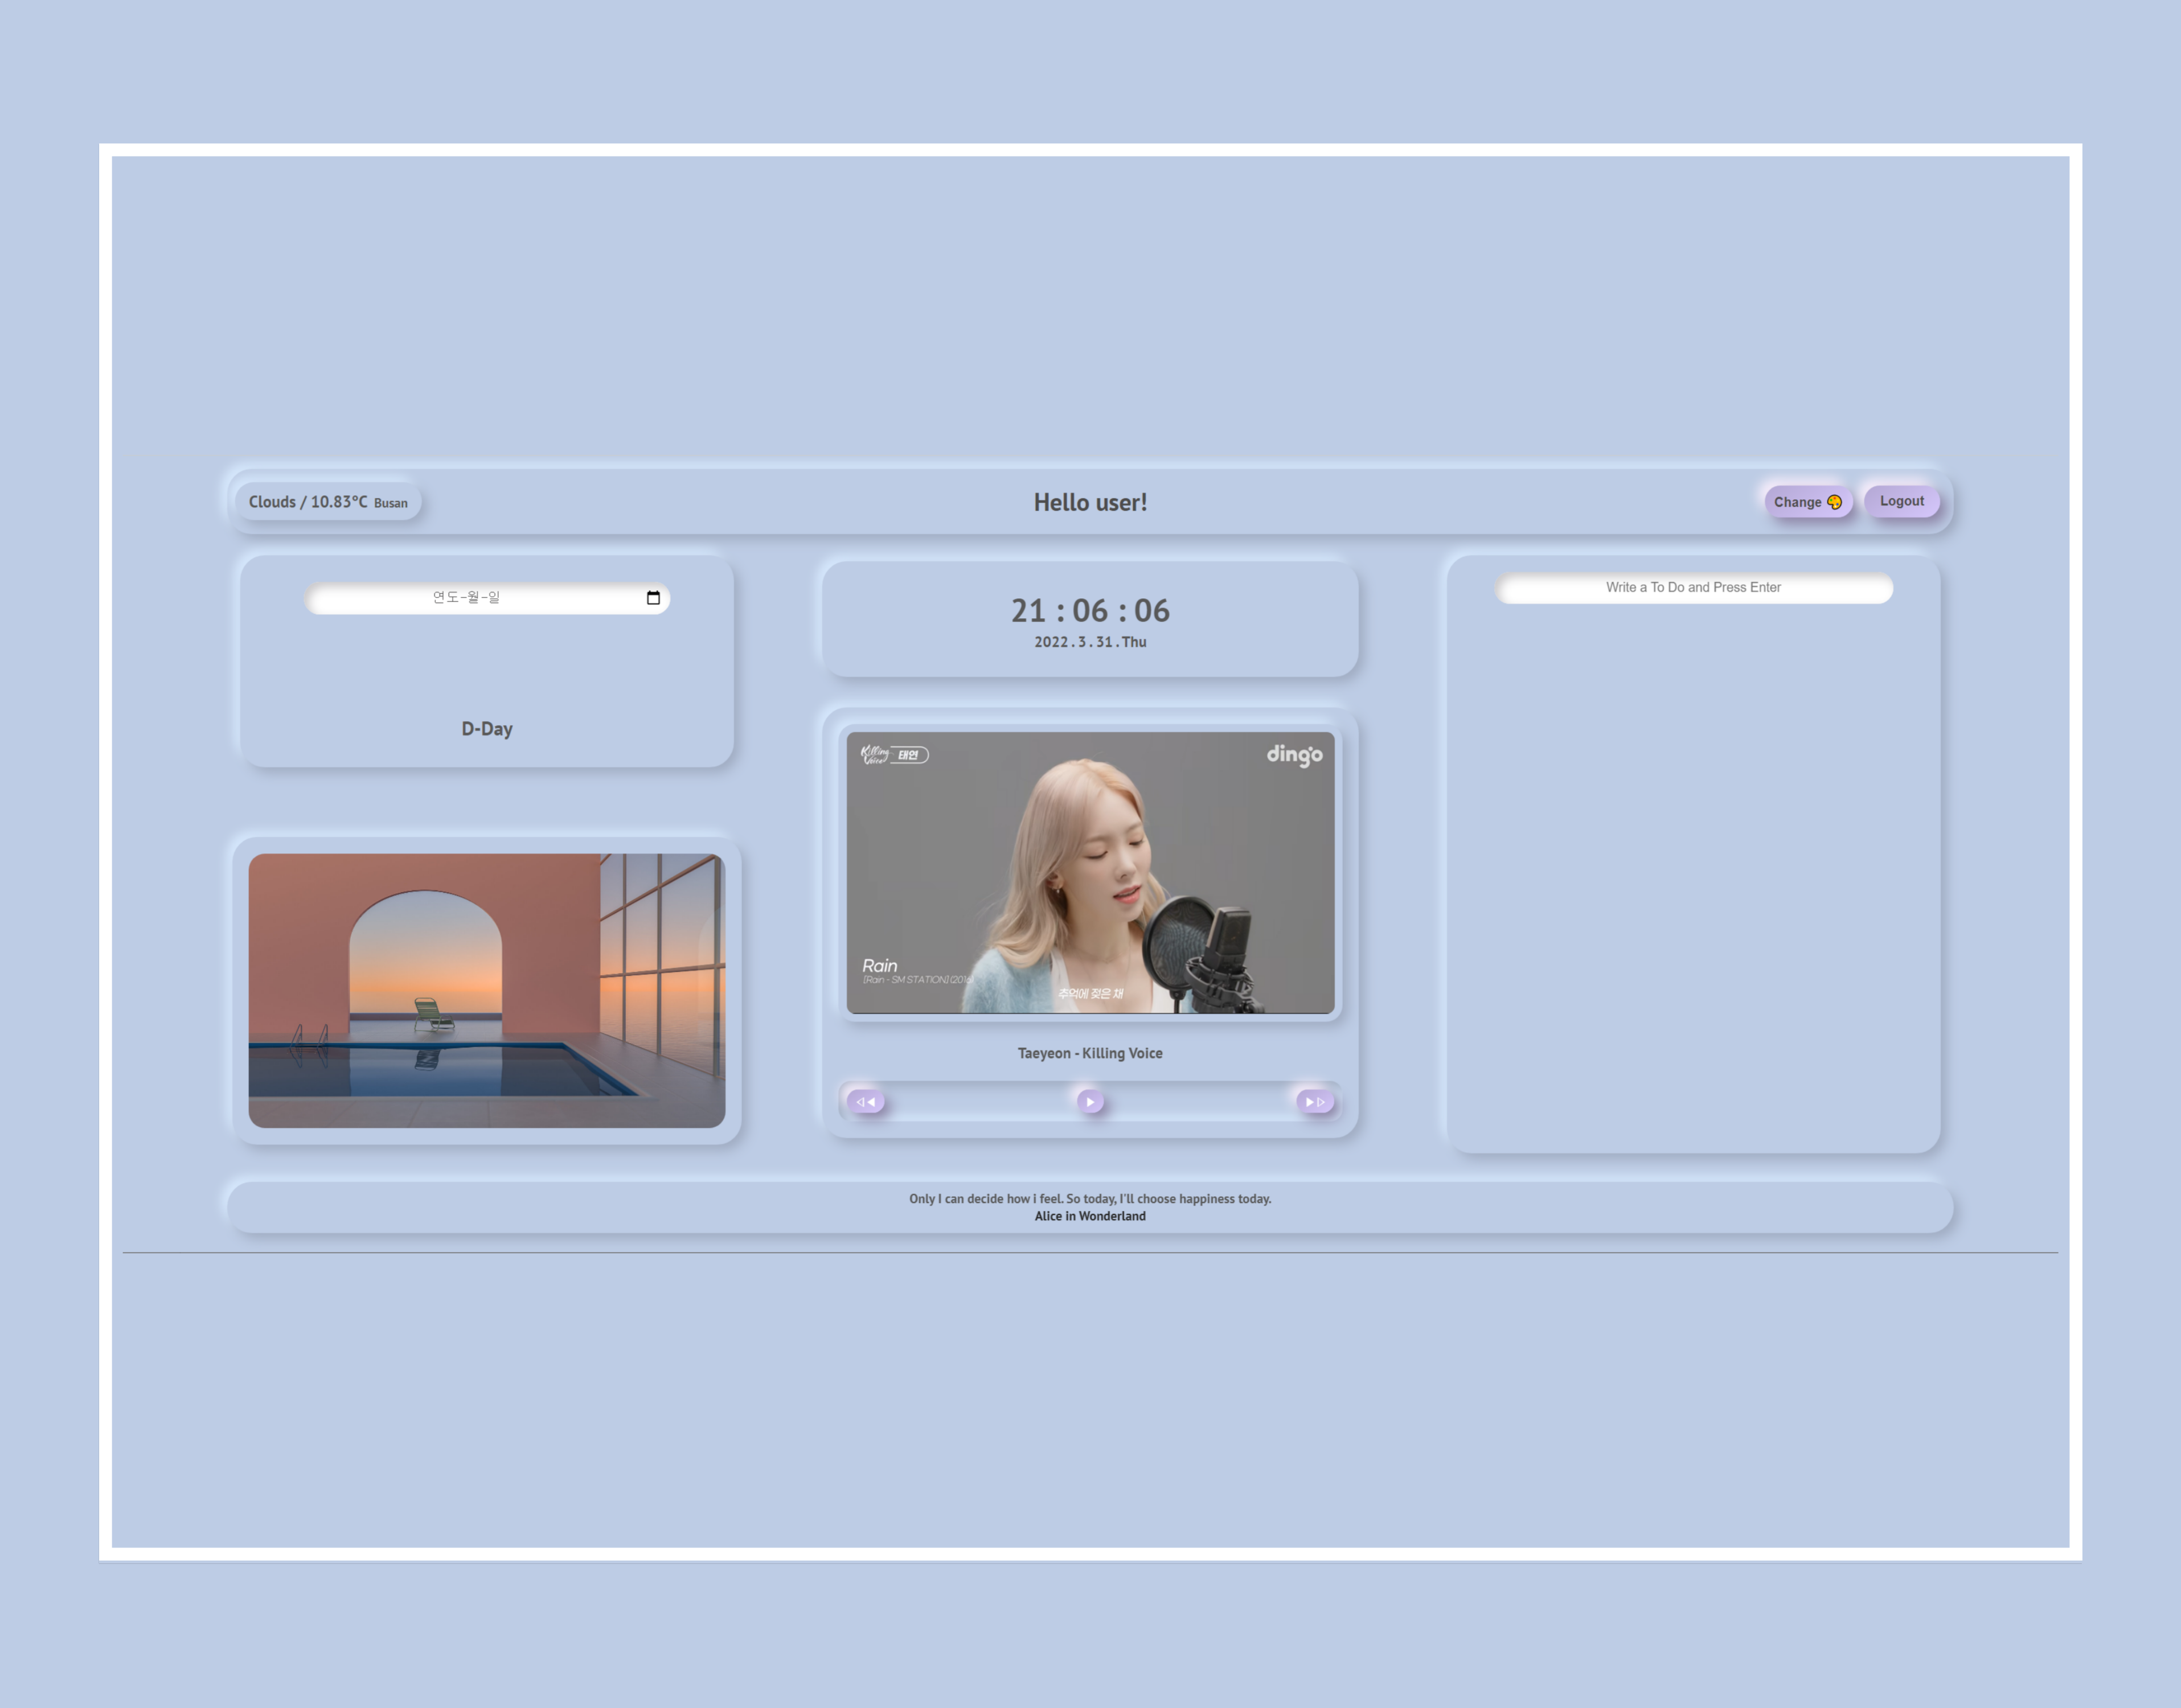 Clouds / 10.83°C Busan
Hello user!
Change
Logout
연도-월-일
D-Day
21 : 06 : 06
2022 . 3 . 31 . Thu
Killing Voice 태연
dingo
Rain
[Rain - SM STATION] (2016)
추억에 젖은 채
Taeyeon - Killing Voice
Write a To Do and Press Enter
Only I can decide how i feel. So today, I'll choose happiness today.
Alice in Wonderland